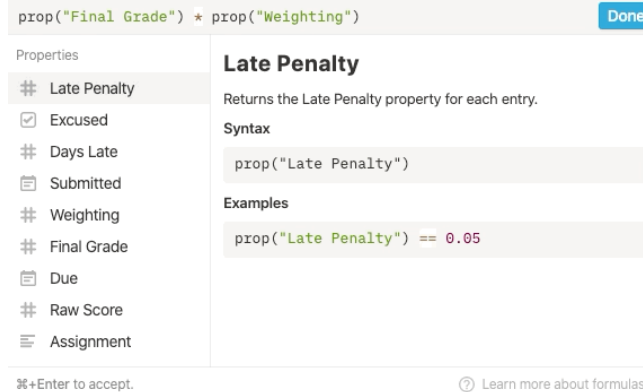 prop("Final Grade") * prop("Weighting")
Done
Properties
Late Penalty
Excused
Days Late
Submitted
Weighting
Final Grade
Due
Raw Score
Assignment
Late Penalty
Returns the Late Penalty property for each entry.
Syntax
prop("Late Penalty")
Examples
prop("Late Penalty") == 0.05
⌘+Enter to accept.
Learn more about formulas